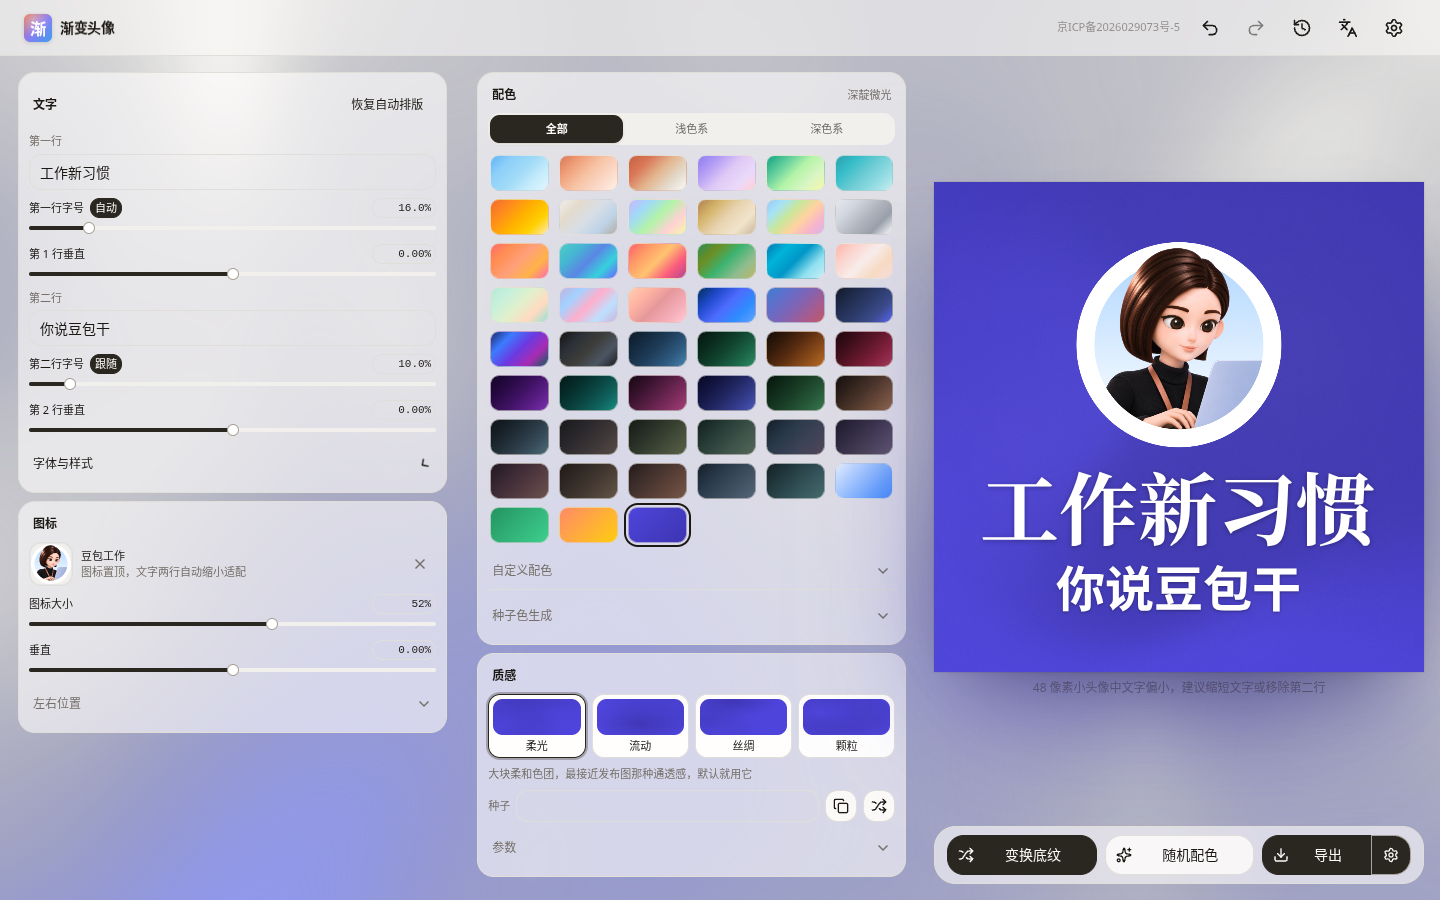 渐 渐变头像
京ICP备2026029073号-5
文字
恢复自动排版
第一行
工作新习惯
第一行字号 自动 16.0%
第 1 行垂直 0.00%
第二行
你说豆包干
第二行字号 跟随 10.0%
第 2 行垂直 0.00%
字体与样式
图标
豆包工作
图标置顶，文字两行自动缩小适配
图标大小 52%
垂直 0.00%
左右位置
配色
深靛微光
全部 浅色系 深色系
自定义配色
种子色生成
质感
柔光 流动 丝绸 颗粒
大块柔和色团，最接近发布图那种通透感，默认就用它
种子
参数
工作新习惯
你说豆包干
48 像素小头像中文字偏小，建议缩短文字或移除第二行
变换底纹 随机配色 导出